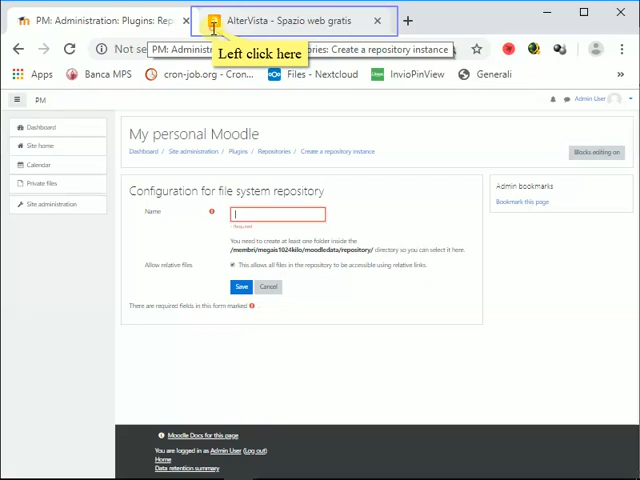 PM: Administration: Plugins: Rep
AlterVista - Spazio web gratis
Not se
PM: Administr
ories: Create a repository instance
Left click here
Apps
Banca MPS
cron-job.org - Cron...
Files - Nextcloud
InvioPinView
Generali
PM
Admin User
Dashboard
Site home
Calendar
Private files
Site administration
My personal Moodle
Dashboard / Site administration / Plugins / Repositories / Create a repository instance
Blocks editing on
Configuration for file system repository
Name
- Required
You need to create at least one folder inside the
/membri/megais1024kilo/moodledata/repository/ directory so you can select it here.
Allow relative files
This allows all files in the repository to be accessible using relative links.
Save
Cancel
There are required fields in this form marked
Admin bookmarks
Bookmark this page
Moodle Docs for this page
You are logged in as Admin User (Log out)
Home
Data retention summary